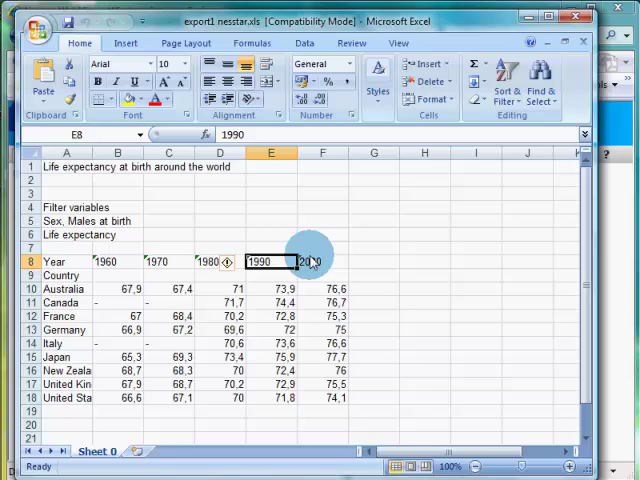 export1 nesstar.xls [Compatibility Mode] - Microsoft Excel
Home Insert Page Layout Formulas Data Review View
Arial 10
General
Paste
B I U
Styles
Insert
Delete
Format
Sort & Filter
Find & Select
Clipboard Font Alignment Number Cells Editing
E8 fx 1990
A B C D E F G H I J K
1 Life expectancy at birth around the world
2
3
4 Filter variables
5 Sex, Males at birth
6 Life expectancy
7
8 Year 1960 1970 1980 1990
9 Country
10 Australia 67,9 67,4 71 73,9 76,6
11 Canada - - 71,7 74,4 76,7
12 France 67 68,4 70,2 72,8 75,3
13 Germany 66,9 67,2 69,6 72 75
14 Italy - - 70,6 73,6 76,6
15 Japan 65,3 69,3 73,4 75,9 77,7
16 New Zeala 68,7 68,3 70 72,4 76
17 United Kin 67,9 68,7 70,2 72,9 75,5
18 United Sta 66,6 67,1 70 71,8 74,1
19
20
21
Sheet 0
Ready 100%